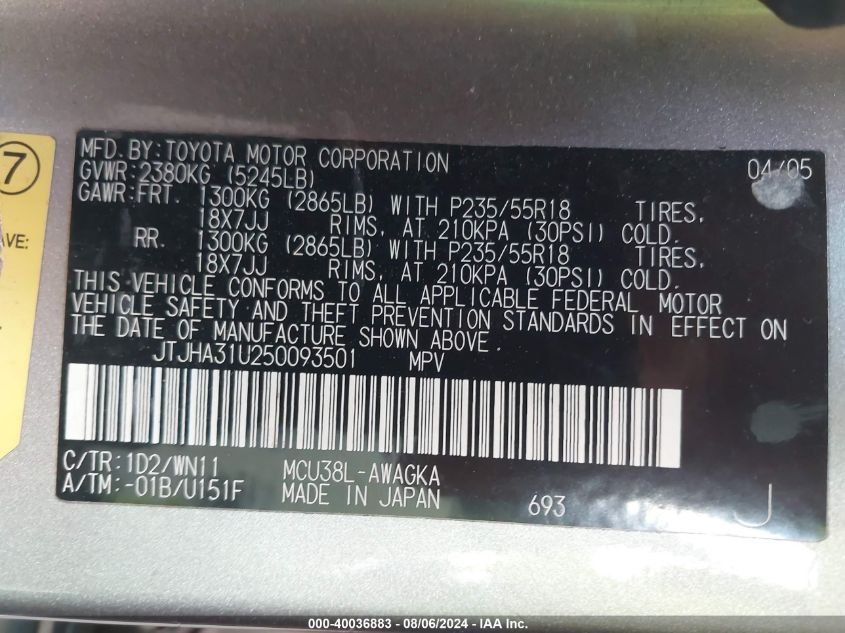 7
AVE:
MFD. BY: TOYOTA MOTOR CORPORATION 04/05
GVWR: 2380KG (5245LB)
GAWR: FRT. 1300KG (2865LB) WITH P235/55R18 TIRES,
18X7JJ RIMS, AT 210KPA (30PSI) COLD.
RR. 1300KG (2865LB) WITH P235/55R18 TIRES,
18X7JJ RIMS, AT 210KPA (30PSI) COLD.
THIS VEHICLE CONFORMS TO ALL APPLICABLE FEDERAL MOTOR
VEHICLE SAFETY AND THEFT PREVENTION STANDARDS IN EFFECT ON
THE DATE OF MANUFACTURE SHOWN ABOVE.
JTJHA31U250093501 MPV
C/TR: 1D2/WN11 MCU38L-AWAGKA
A/TM: -01B/U151F MADE IN JAPAN 693 J
000-40036883 - 08/06/2024 - IAA Inc.